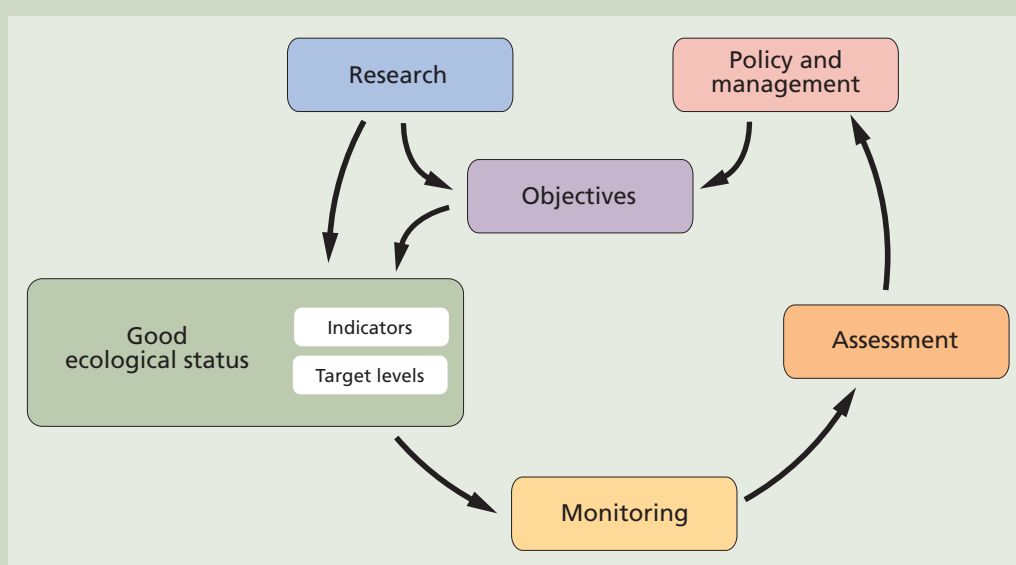 Research
Policy and
management
Objectives
Good
ecological status
Indicators
Target levels
Assessment
Monitoring